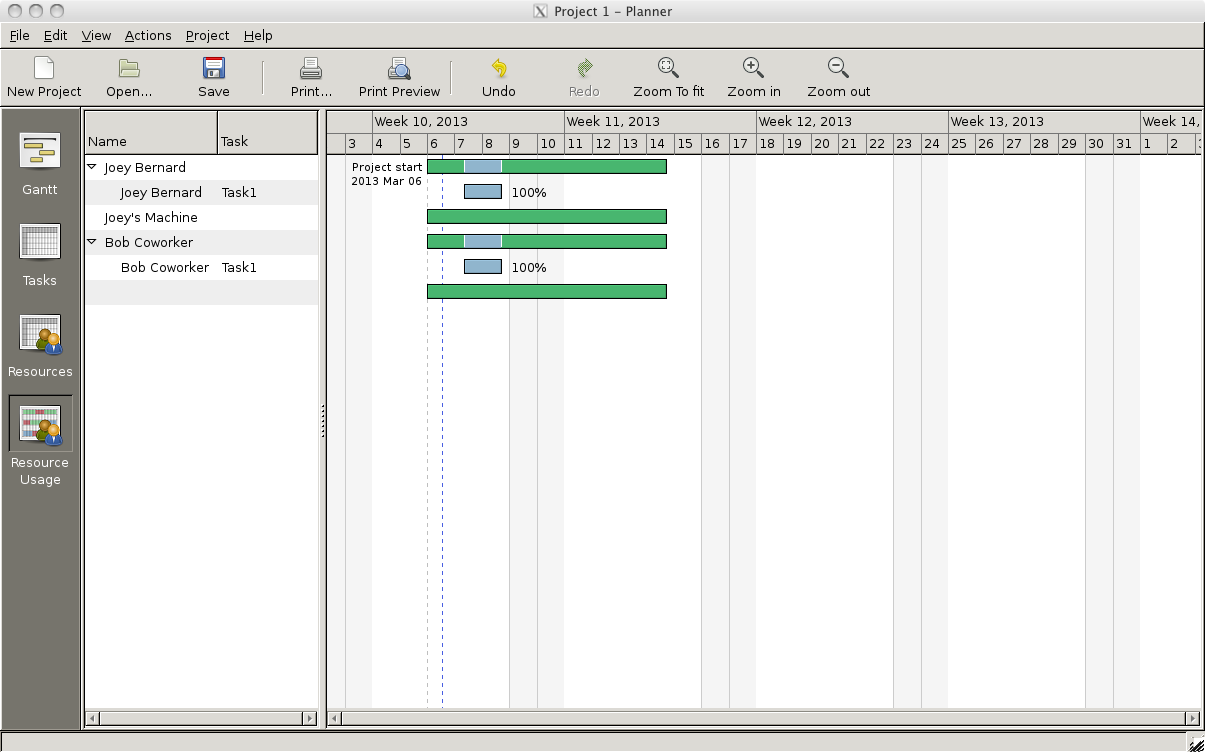 Project 1 – Planner
File Edit View Actions Project Help
New Project Open... Save Print... Print Preview Undo Redo Zoom To fit Zoom in Zoom out
Gantt
Tasks
Resources
Resource
Usage
Name Task
Joey Bernard
Joey Bernard Task1
Joey's Machine
Bob Coworker
Bob Coworker Task1
Week 10, 2013 Week 11, 2013 Week 12, 2013 Week 13, 2013 Week 14,
3 4 5 6 7 8 9 10 11 12 13 14 15 16 17 18 19 20 21 22 23 24 25 26 27 28 29 30 31 1 2
Project start
2013 Mar 06
100%
100%